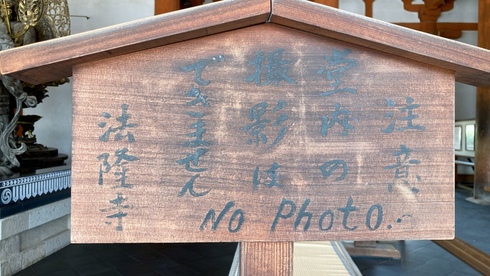 注意
堂内の
撮影は
できません
法隆寺
No Photo.